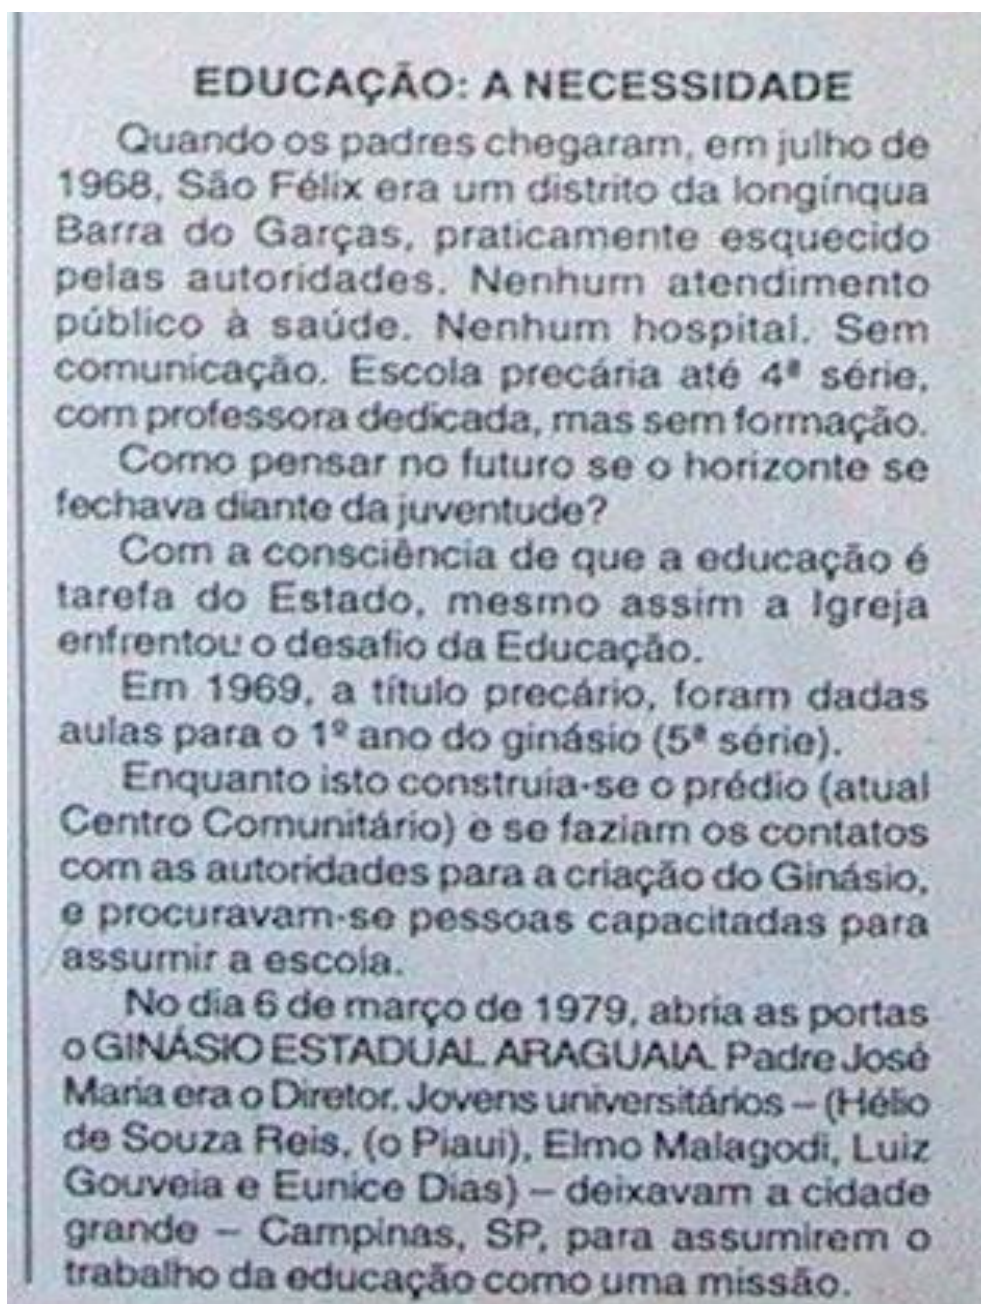 EDUCAÇÃO: A NECESSIDADE
Quando os padres chegaram, em julho de
1968, São Félix era um distrito da longínqua
Barra do Garças, praticamente esquecido
pelas autoridades. Nenhum atendimento
público à saúde. Nenhum hospital. Sem
comunicação. Escola precária até 4ª série,
com professora dedicada, mas sem formação.
Como pensar no futuro se o horizonte se
fechava diante da juventude?
Com a consciência de que a educação é
tarefa do Estado, mesmo assim a Igreja
enfrentou o desafio da Educação.
Em 1969, a título precário, foram dadas
aulas para o 1º ano do ginásio (5ª série).
Enquanto isto construia-se o prédio (atual
Centro Comunitário) e se faziam os contatos
com as autoridades para a criação do Ginásio,
e procuravam-se pessoas capacitadas para
assumir a escola.
No dia 6 de março de 1979, abria as portas
o GINÁSIO ESTADUAL ARAGUAIA. Padre José
Maria era o Diretor. Jovens universitários – (Hélio
de Souza Reis, (o Piaui), Elmo Malagodi, Luiz
Gouveia e Eunice Dias) – deixavam a cidade
grande – Campinas, SP, para assumirem o
trabalho da educação como uma missão.